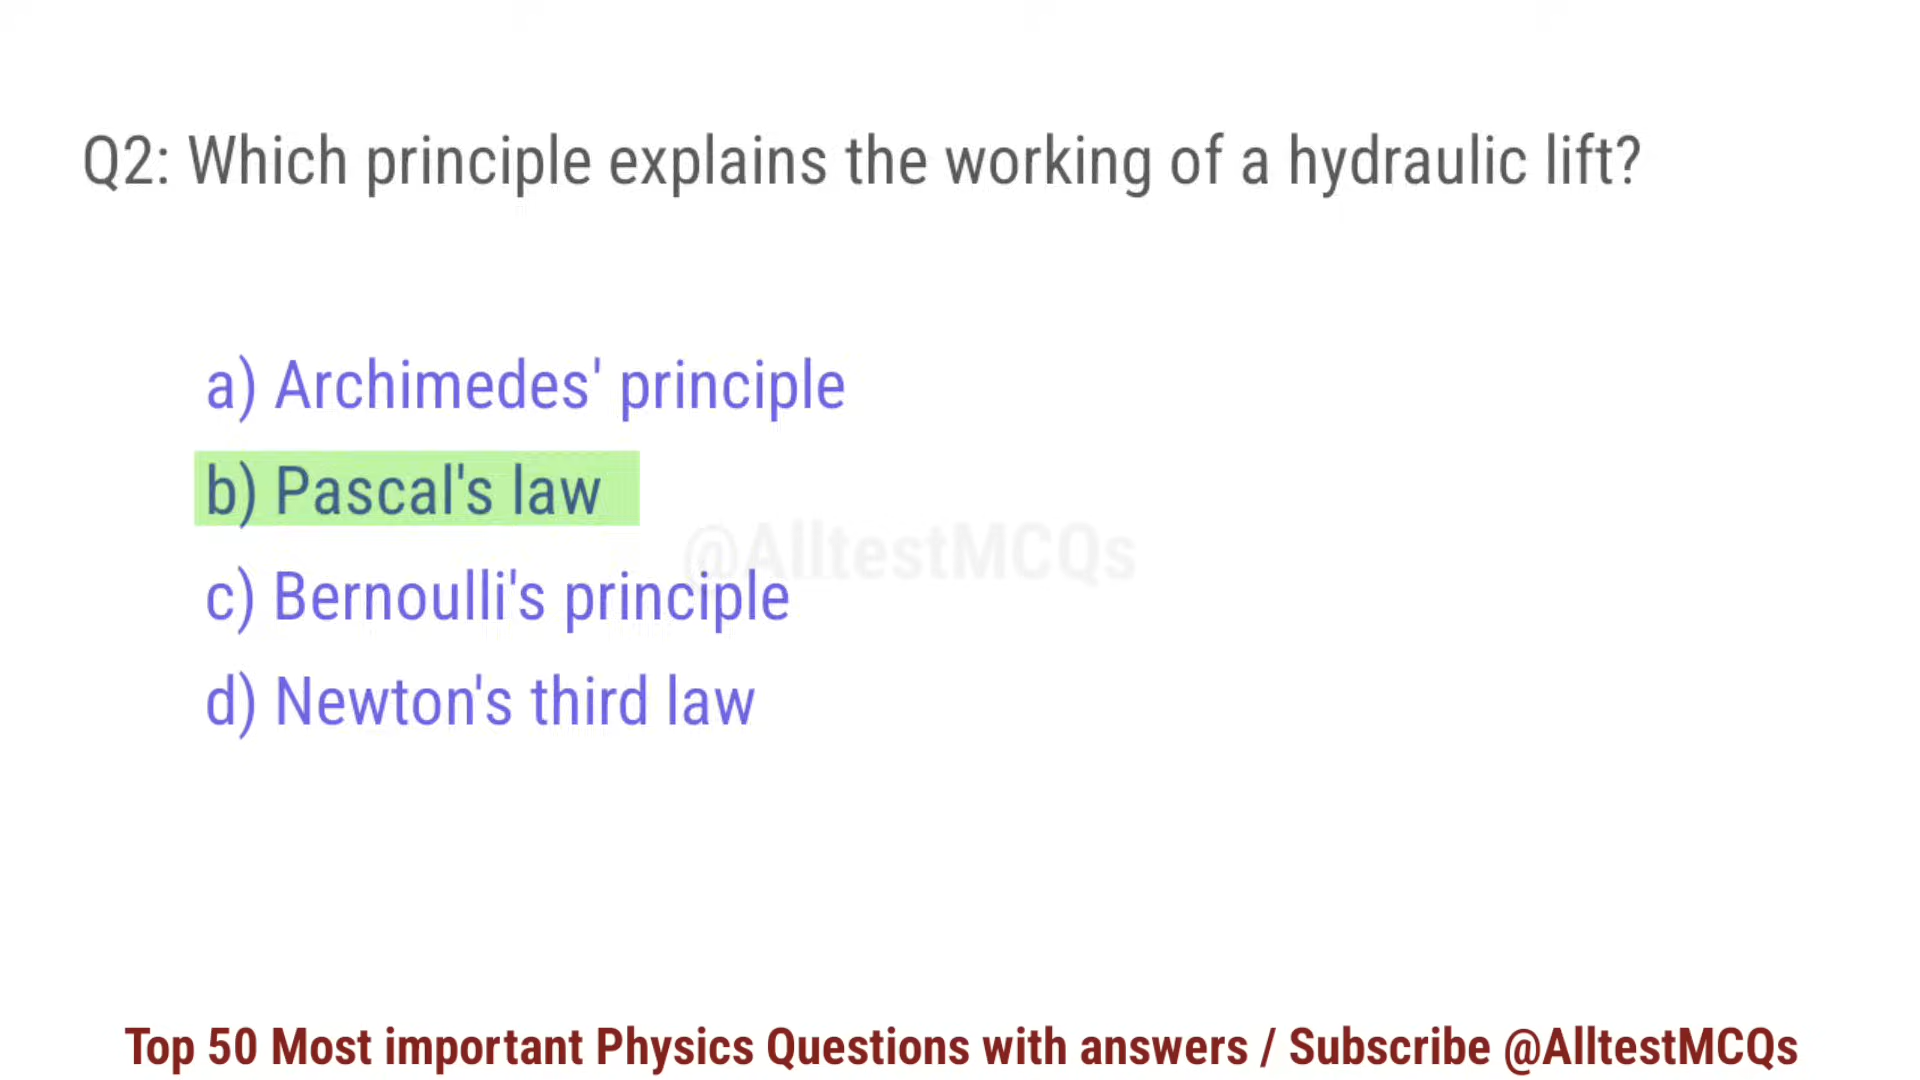 Q2: Which principle explains the working of a hydraulic lift?
a) Archimedes' principle
b) Pascal's law
@AlltestMCQs
c) Bernoulli's principle
d) Newton's third law
Top 50 Most important Physics Questions with answers / Subscribe @AlltestMCQs